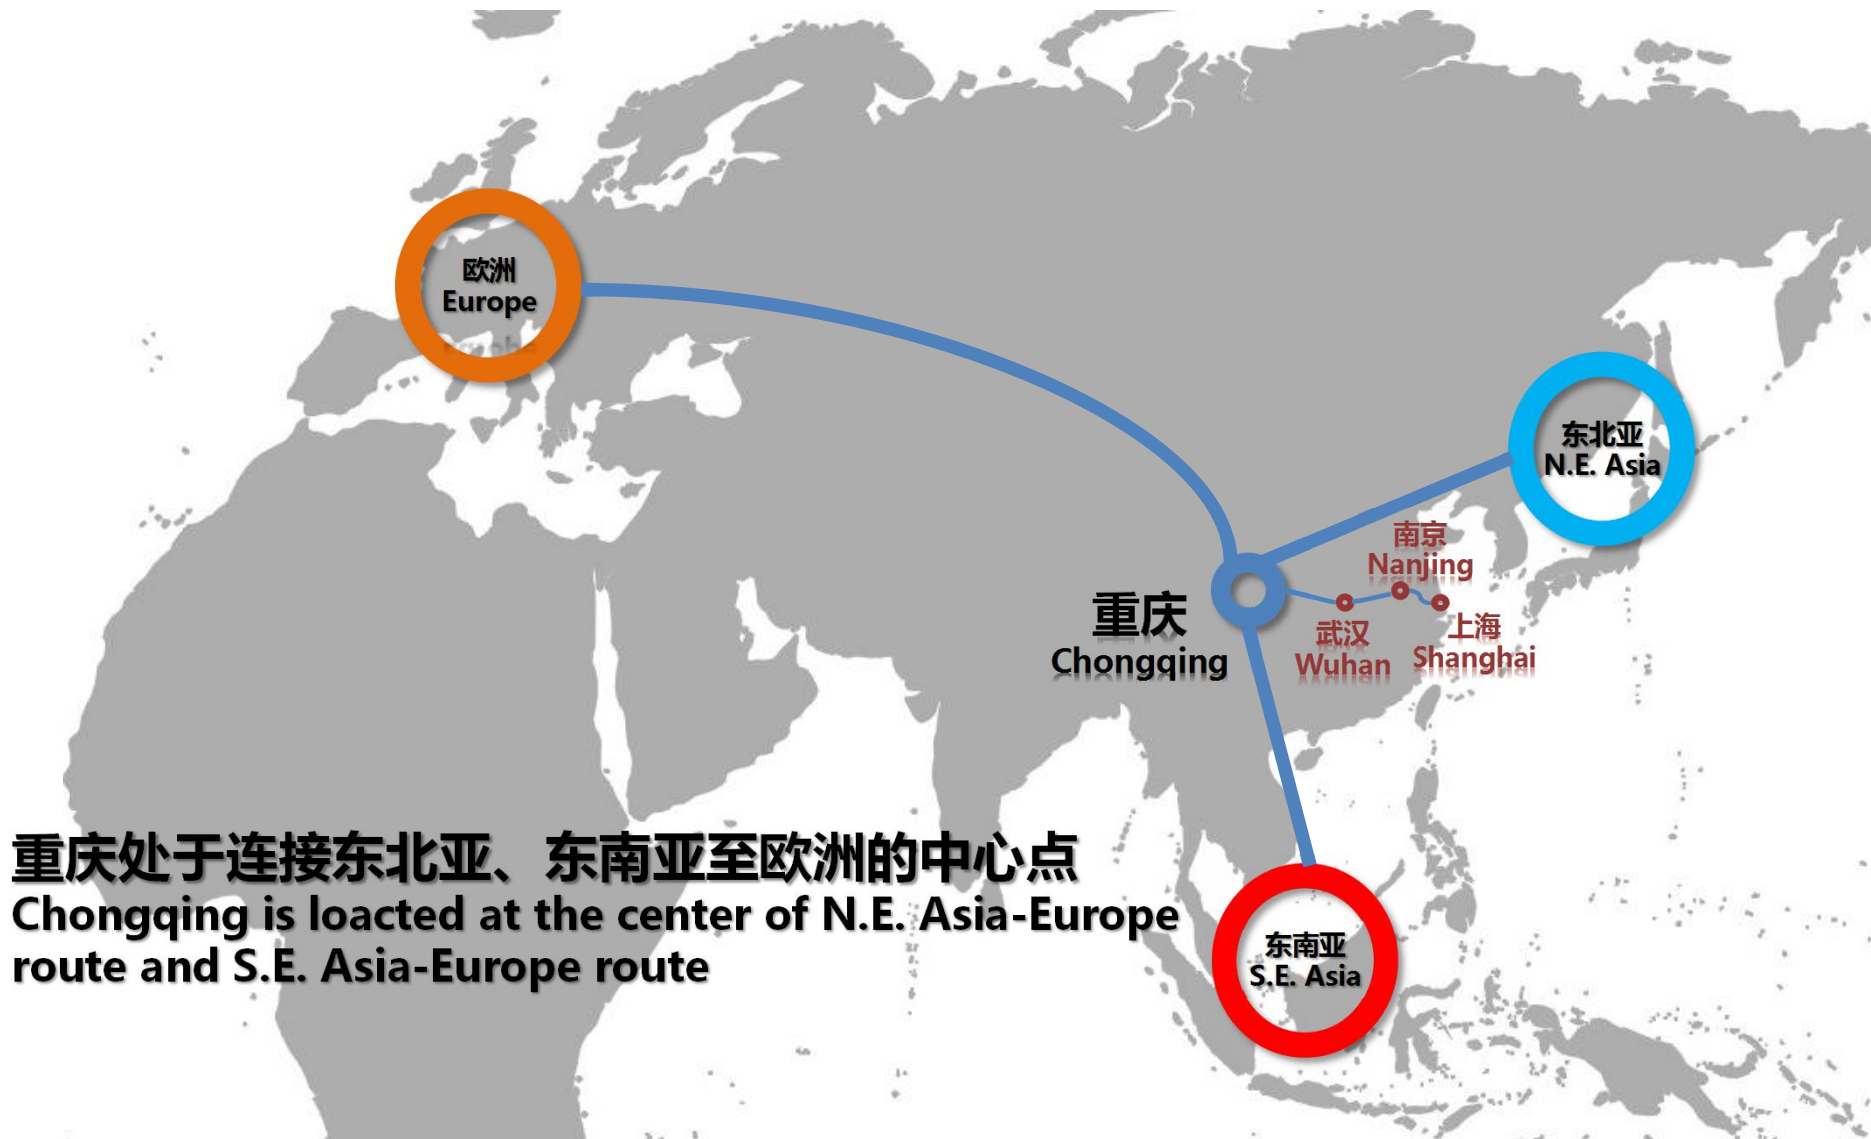 欧洲
Europe
东北亚
N.E. Asia
南京
Nanjing
重庆
Chongqing
武汉
Wuhan
上海
Shanghai
重庆处于连接东北亚、东南亚至欧洲的中心点
Chongqing is loacted at the center of N.E. Asia-Europe
route and S.E. Asia-Europe route
东南亚
S.E. Asia